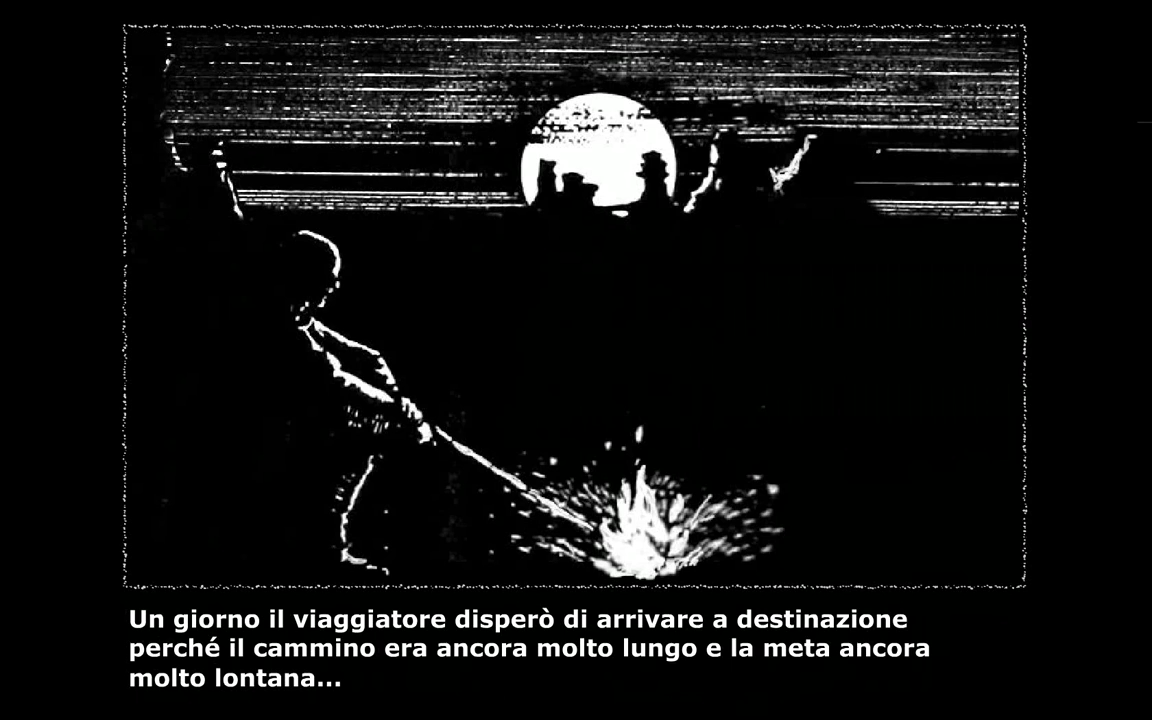 Un giorno il viaggiatore disperò di arrivare a destinazione
perché il cammino era ancora molto lungo e la meta ancora
molto lontana...